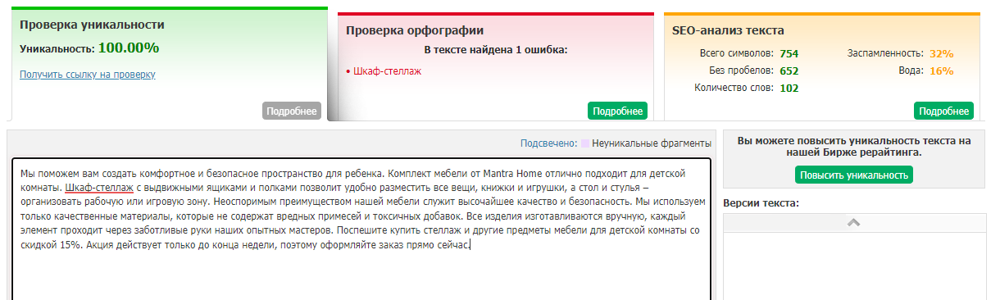 Проверка уникальности
Уникальность: 100.00%
Получить ссылку на проверку
Подробнее
Проверка орфографии
В тексте найдена 1 ошибка:
• Шкаф-стеллаж
Подробнее
SEO-анализ текста
Всего символов: 754
Заспамленность: 32%
Без пробелов: 652
Вода: 16%
Количество слов: 102
Подробнее
Подсвечено: Неуникальные фрагменты
Мы поможем вам создать комфортное и безопасное пространство для ребенка. Комплект мебели от Mantra Home отлично подходит для детской
комнаты. Шкаф-стеллаж с выдвижными ящиками и полками позволит удобно разместить все вещи, книжки и игрушки, а стол и стулья –
организовать рабочую или игровую зону. Неоспоримым преимуществом нашей мебели служит высочайшее качество и безопасность. Мы используем
только качественные материалы, которые не содержат вредных примесей и токсичных добавок. Все изделия изготавливаются вручную, каждый
элемент проходит через заботливые руки наших опытных мастеров. Поспешите купить стеллаж и другие предметы мебели для детской комнаты со
скидкой 15%. Акция действует только до конца недели, поэтому оформляйте заказ прямо сейчас.
Вы можете повысить уникальность текста на
нашей Бирже рерайтинга.
Повысить уникальность
Версии текста: